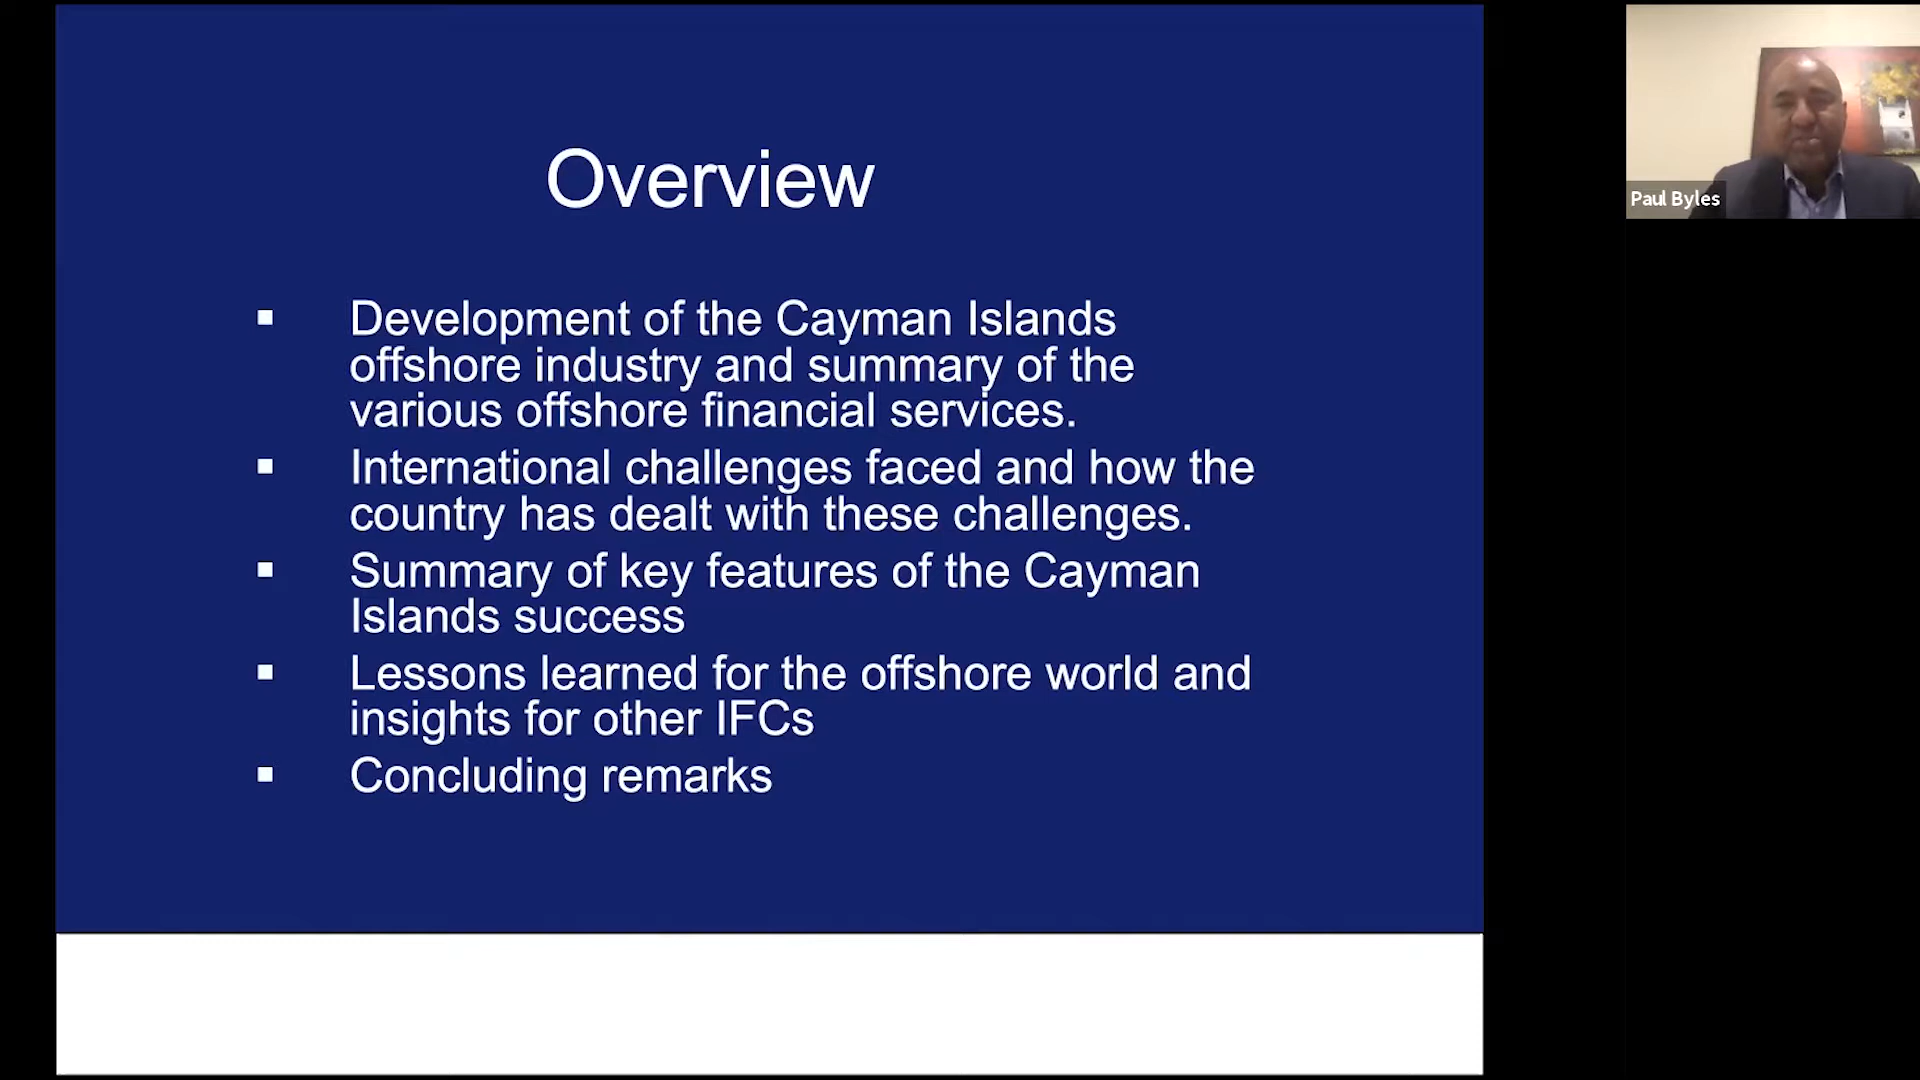 Overview
▪ Development of the Cayman Islands
offshore industry and summary of the
various offshore financial services.
▪ International challenges faced and how the
country has dealt with these challenges.
▪ Summary of key features of the Cayman
Islands success
▪ Lessons learned for the offshore world and
insights for other IFCs
▪ Concluding remarks
Paul Byles